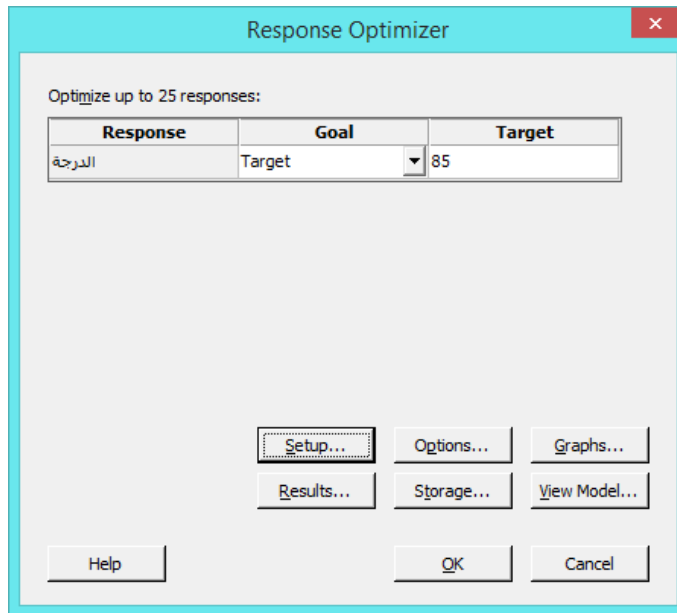 Response Optimizer
Optimize up to 25 responses:
Response Goal Target
الدرجة Target 85
Setup... Options... Graphs...
Results... Storage... View Model...
Help OK Cancel